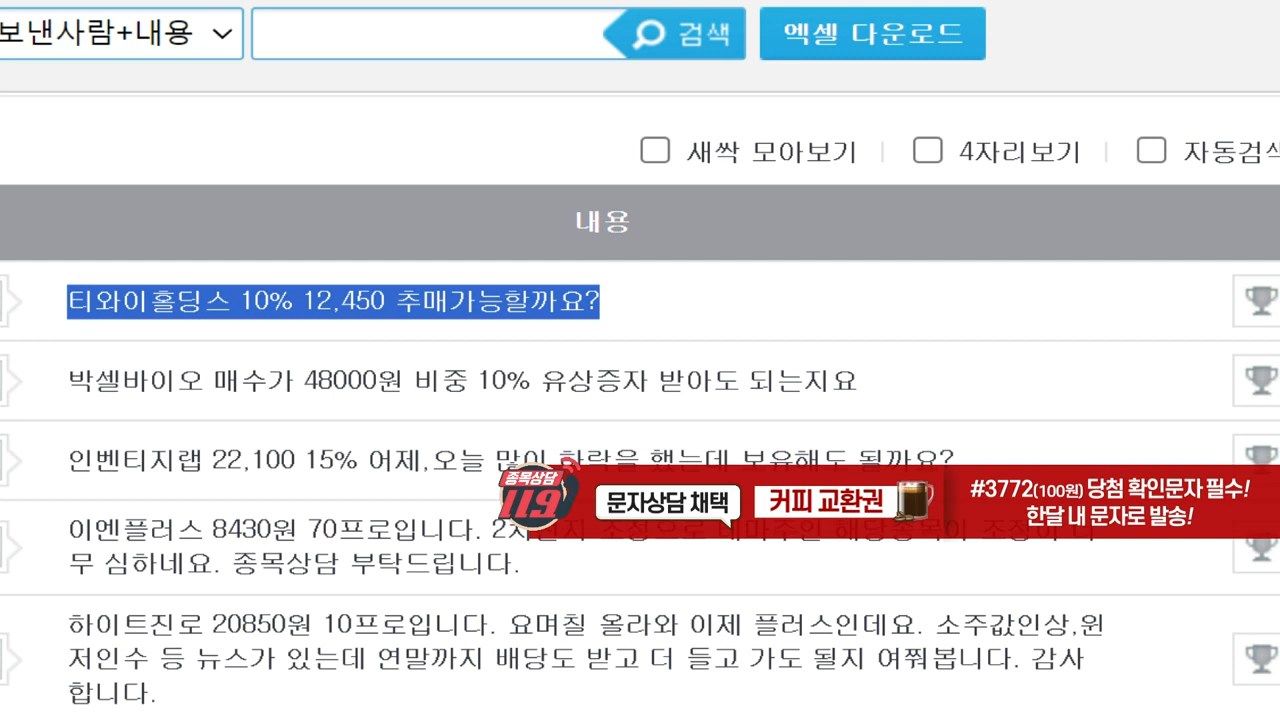 보낸사람+내용
검색
엑셀 다운로드
새싹 모아보기
4자리보기
자동검색
내용
티와이홀딩스 10% 12,450 추매가능할까요?
박셀바이오 매수가 48000원 비중 10% 유상증자 받아도 되는지요
인벤티지랩 22,100 15% 어제,오늘 많이 하락을 했는데 보유해도 될까요?
종목상담
119
문자상담 채택
커피 교환권
#3772(100원) 당첨 확인문자 필수!
한달 내 문자로 발송!
이엔플러스 8430원 70프로입니다.
무 심하네요. 종목상담 부탁드립니다.
하이트진로 20850원 10프로입니다. 요며칠 올라와 이제 플러스인데요. 소주값인상,윈
저인수 등 뉴스가 있는데 연말까지 배당도 받고 더 들고 가도 될지 여쭤봅니다. 감사
합니다.